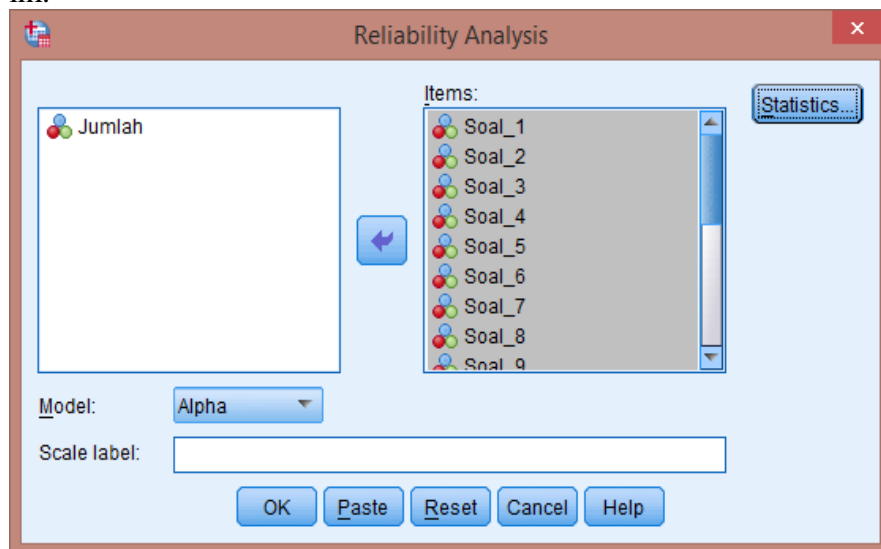 Reliability Analysis
Items:
Statistics...
Jumlah
Soal_1
Soal_2
Soal_3
Soal_4
Soal_5
Soal_6
Soal_7
Soal_8
Soal_9
Model: Alpha
Scale label:
OK Paste Reset Cancel Help